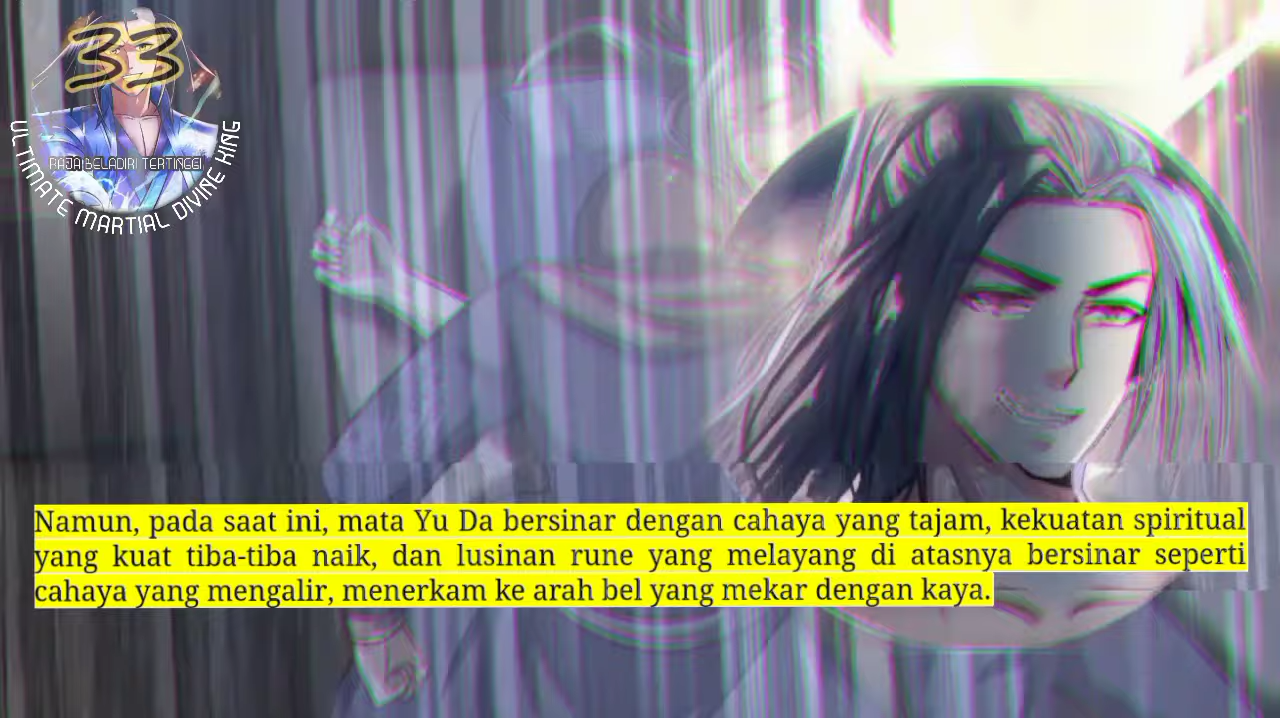 33
RAJA BELADIRI TERTINGGI
ULTIMATE MARTIAL DIVINE KING
Namun, pada saat ini, mata Yu Da bersinar dengan cahaya yang tajam, kekuatan spiritual
yang kuat tiba-tiba naik, dan lusinan rune yang melayang di atasnya bersinar seperti
cahaya yang mengalir, menerkam ke arah bel yang mekar dengan kaya.